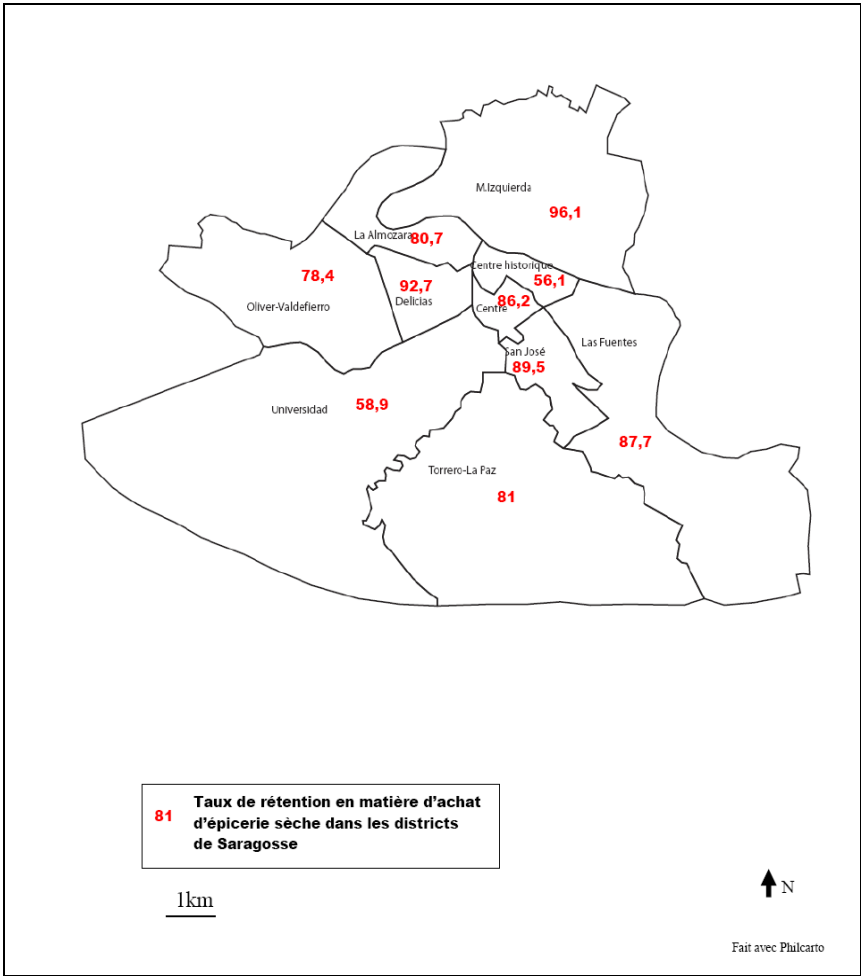 M.Izquierda
96,1
La Almozara
80,7
Centre historique
56,1
78,4
92,7
Delicias
86,2
Centre
Oliver-Valdefierro
Las Fuentes
San José
89,5
58,9
Universidad
87,7
Torrero-La Paz
81
81 Taux de rétention en matière d'achat
d'épicerie sèche dans les districts
de Saragosse
1km
N
Fait avec Philcarto